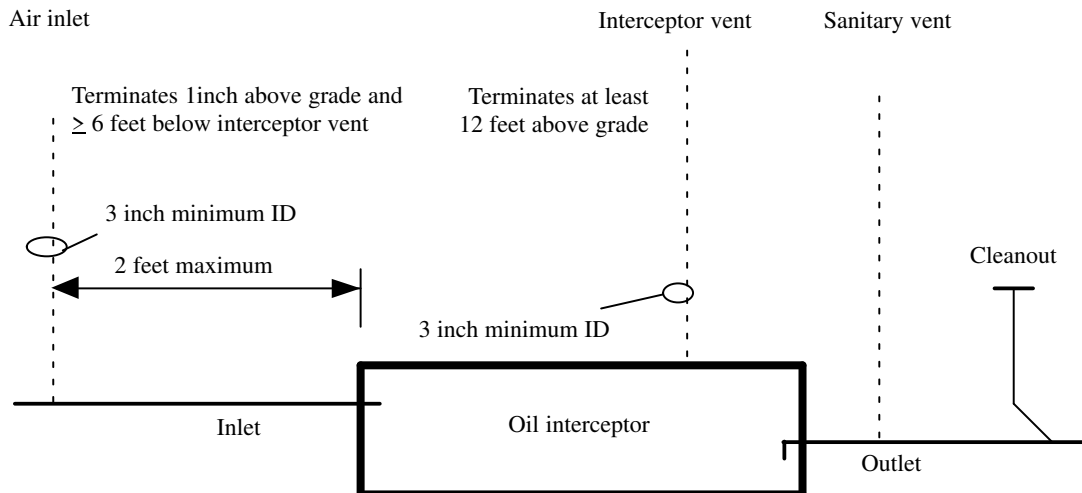 Air inlet
Interceptor vent
Sanitary vent
Terminates 1inch above grade and
≥ 6 feet below interceptor vent
Terminates at least
12 feet above grade
3 inch minimum ID
2 feet maximum
Cleanout
3 inch minimum ID
Inlet
Oil interceptor
Outlet